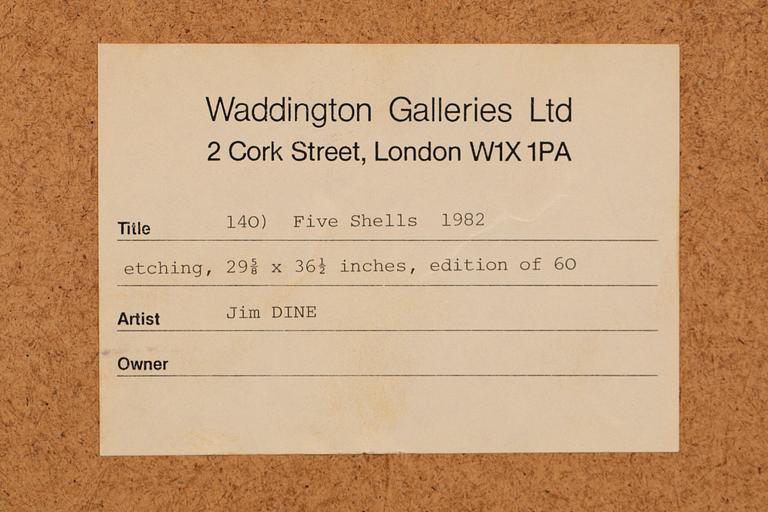 Waddington Galleries Ltd
2 Cork Street, London W1X 1PA
Title 140) Five Shells 1982
etching, 29⅝ x 36½ inches, edition of 60
Artist Jim DINE
Owner